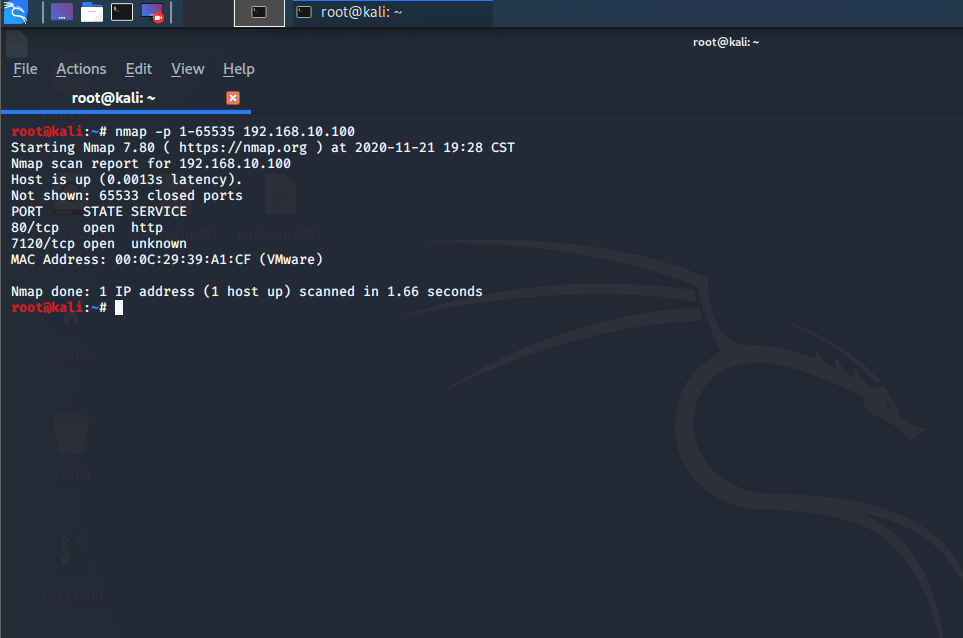 root@kali: ~
root@kali: ~
File Actions Edit View Help
root@kali: ~
root@kali:~# nmap -p 1-65535 192.168.10.100
Starting Nmap 7.80 ( https://nmap.org ) at 2020-11-21 19:28 CST
Nmap scan report for 192.168.10.100
Host is up (0.0013s latency).
Not shown: 65533 closed ports
PORT STATE SERVICE
80/tcp open http
7120/tcp open unknown
password.txt
MAC Address: 00:0C:29:39:A1:CF (VMware)
Nmap done: 1 IP address (1 host up) scanned in 1.66 seconds
root@kali:~#
Home
Trash
39772.zip